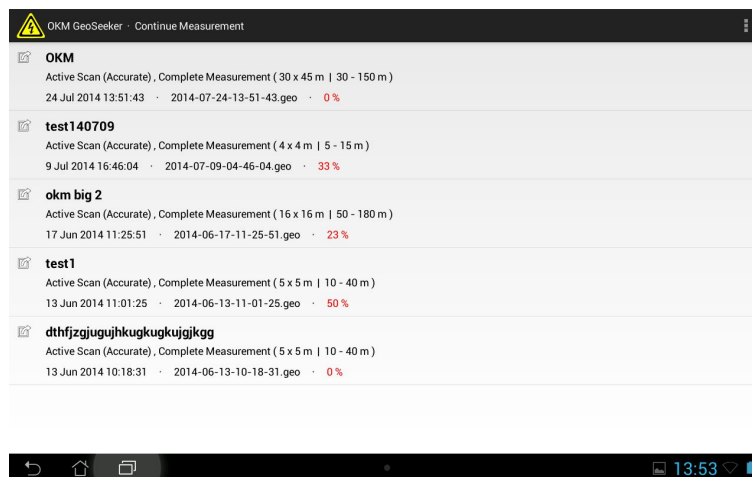 OKM GeoSeeker · Continue Measurement
OKM
Active Scan (Accurate) , Complete Measurement ( 30 x 45 m | 30 - 150 m )
24 Jul 2014 13:51:43 · 2014-07-24-13-51-43.geo · 0 %
test140709
Active Scan (Accurate) , Complete Measurement ( 4 x 4 m | 5 - 15 m )
9 Jul 2014 16:46:04 · 2014-07-09-04-46-04.geo · 33 %
okm big 2
Active Scan (Accurate) , Complete Measurement ( 16 x 16 m | 50 - 180 m )
17 Jun 2014 11:25:51 · 2014-06-17-11-25-51.geo · 23 %
test1
Active Scan (Accurate) , Complete Measurement ( 5 x 5 m | 10 - 40 m )
13 Jun 2014 11:01:25 · 2014-06-13-11-01-25.geo · 50 %
dthfjzgjugujhkugkugkujgjkgg
Active Scan (Accurate) , Complete Measurement ( 5 x 5 m | 10 - 40 m )
13 Jun 2014 10:18:31 · 2014-06-13-10-18-31.geo · 0 %
13:53